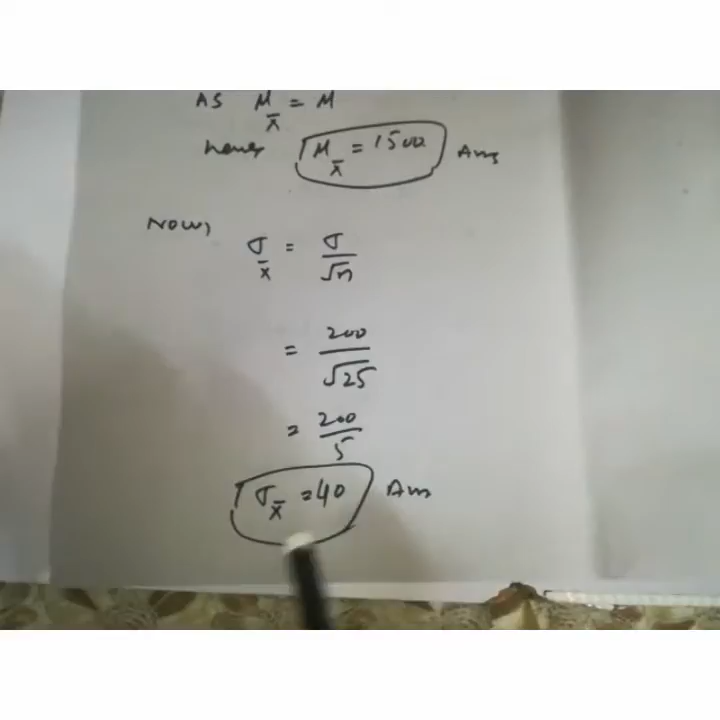 AS μx̄ = μ
hence μx̄ = 1500 Ans
Now,
σx̄ = σ/√n
= 200/√25
= 200/5
σx̄ = 40 Ans